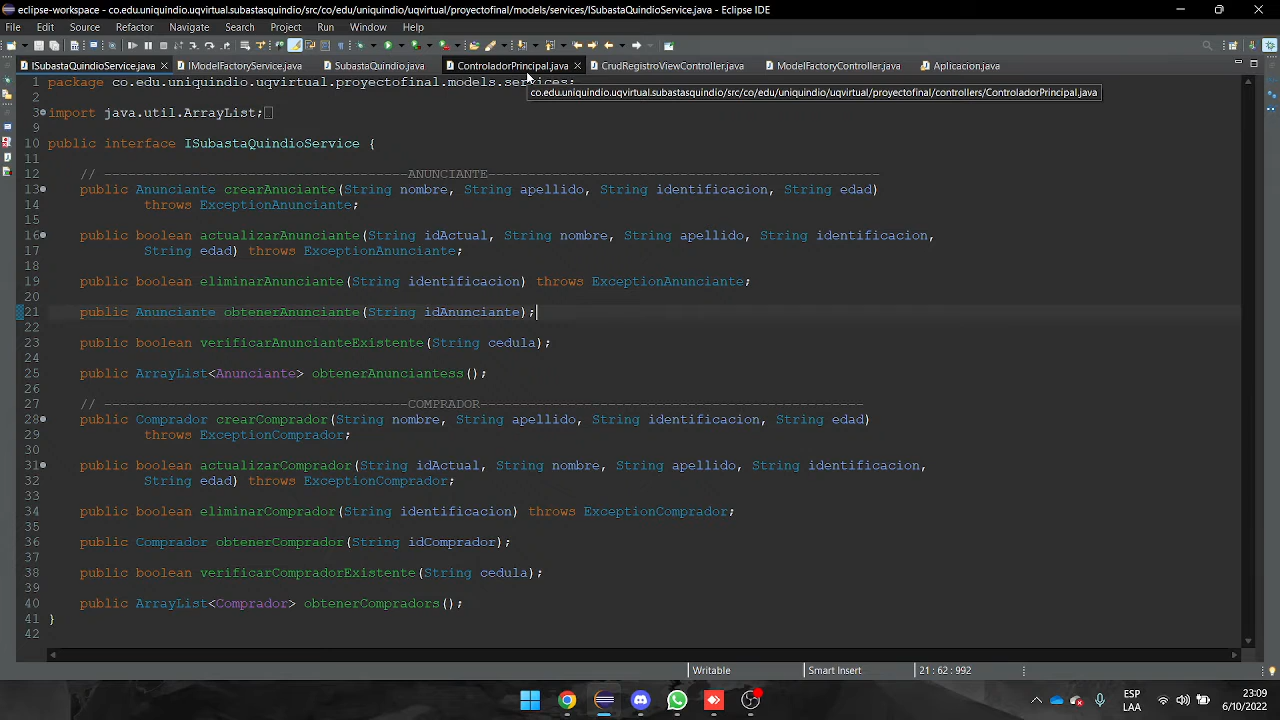 eclipse-workspace - co.edu.uniquindio.uqvirtual.subastasquindio/src/co/edu/uniquindio/uqvirtual/proyectofinal/models/services/ISubastaQuindioService.java - Eclipse IDE
File Edit Source Refactor Navigate Search Project Run Window Help
ISubastaQuindioService.java IModelFactoryService.java SubastaQuindio.java ControladorPrincipal.java CrudRegistroViewController.java ModelFactoryController.java Aplicacion.java
1 package co.edu.uniquindio.uqvirtual.proyectofinal.models.services;
co.edu.uniquindio.uqvirtual.subastasquindio/src/co/edu/uniquindio/uqvirtual/proyectofinal/controllers/ControladorPrincipal.java
2
3 import java.util.ArrayList;
9
10 public interface ISubastaQuindioService {
11
12 // --------------------------------------ANUNCIANTE-------------------------------------------------
13 public Anunciante crearAnuciante(String nombre, String apellido, String identificacion, String edad)
14 throws ExceptionAnunciante;
15
16 public boolean actualizarAnunciante(String idActual, String nombre, String apellido, String identificacion,
17 String edad) throws ExceptionAnunciante;
18
19 public boolean eliminarAnunciante(String identificacion) throws ExceptionAnunciante;
20
21 public Anunciante obtenerAnunciante(String idAnunciante);
22
23 public boolean verificarAnuncianteExistente(String cedula);
24
25 public ArrayList<Anunciante> obtenerAnunciantess();
26
27 // --------------------------------------COMPRADOR------------------------------------------------
28 public Comprador crearComprador(String nombre, String apellido, String identificacion, String edad)
29 throws ExceptionComprador;
30
31 public boolean actualizarComprador(String idActual, String nombre, String apellido, String identificacion,
32 String edad) throws ExceptionComprador;
33
34 public boolean eliminarComprador(String identificacion) throws ExceptionComprador;
35
36 public Comprador obtenerComprador(String idComprador);
37
38 public boolean verificarCompradorExistente(String cedula);
39
40 public ArrayList<Comprador> obtenerCompradors();
41 }
42
Writable Smart Insert 21 : 62 : 992
ESP 23:09
LAA 6/10/2022